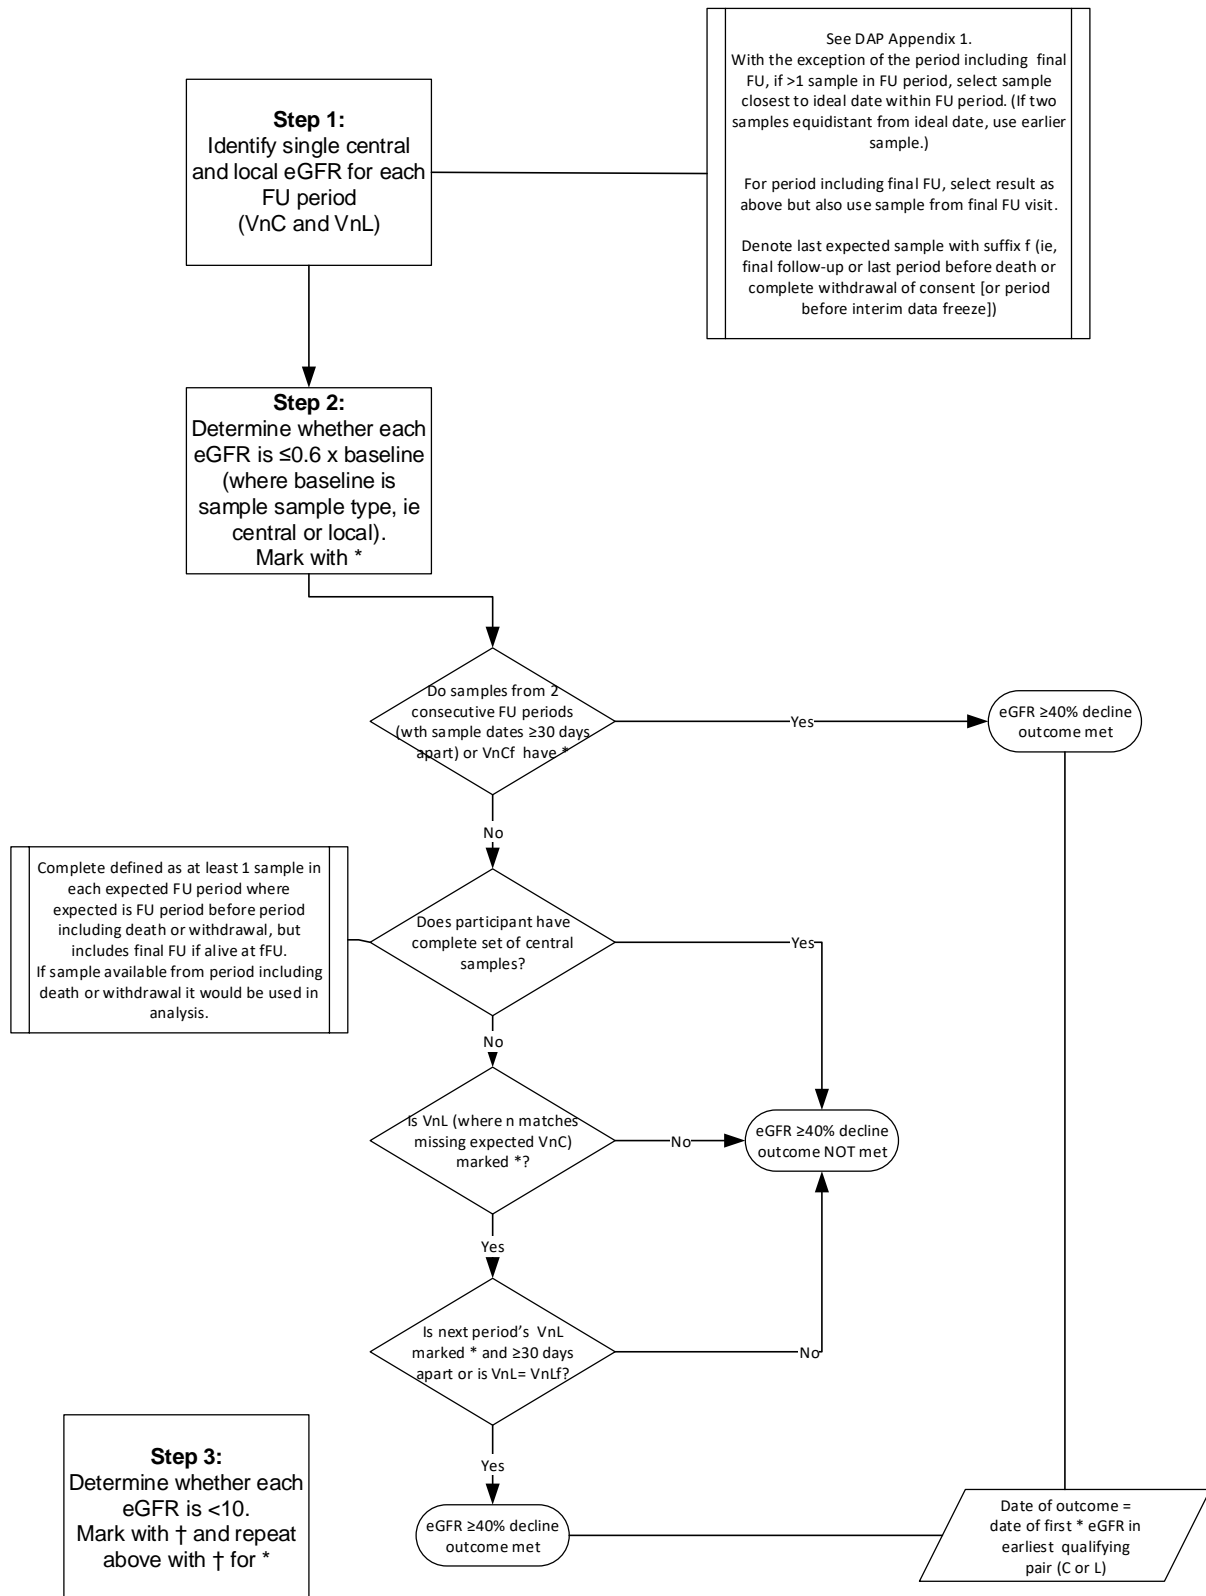 Step 1:
Identify single central
and local eGFR for each
FU period
(VnC and VnL)
See DAP Appendix 1.
With the exception of the period including final
FU, if >1 sample in FU period, select sample
closest to ideal date within FU period. (If two
samples equidistant from ideal date, use earlier
sample.)
For period including final FU, select result as
above but also use sample from final FU visit.
Denote last expected sample with suffix f (ie,
final follow-up or last period before death or
complete withdrawal of consent [or period
before interim data freeze])
Step 2:
Determine whether each
eGFR is ≤0.6 x baseline
(where baseline is
sample sample type, ie
central or local).
Mark with *
Do samples from 2
consecutive FU periods
(wth sample dates ≥30 days
apart) or VnCf have *
Yes
eGFR ≥40% decline
outcome met
No
Complete defined as at least 1 sample in
each expected FU period where
expected is FU period before period
including death or withdrawal, but
includes final FU if alive at fFU.
If sample available from period including
death or withdrawal it would be used in
analysis.
Does participant have
complete set of central
samples?
Yes
No
Is VnL (where n matches
missing expected VnC)
marked *?
No
eGFR ≥40% decline
outcome NOT met
Yes
Is next period's VnL
marked * and ≥30 days
apart or is VnL= VnLf?
No
Yes
Step 3:
Determine whether each
eGFR is <10.
Mark with † and repeat
above with † for *
eGFR ≥40% decline
outcome met
Date of outcome =
date of first * eGFR in
earliest qualifying
pair (C or L)